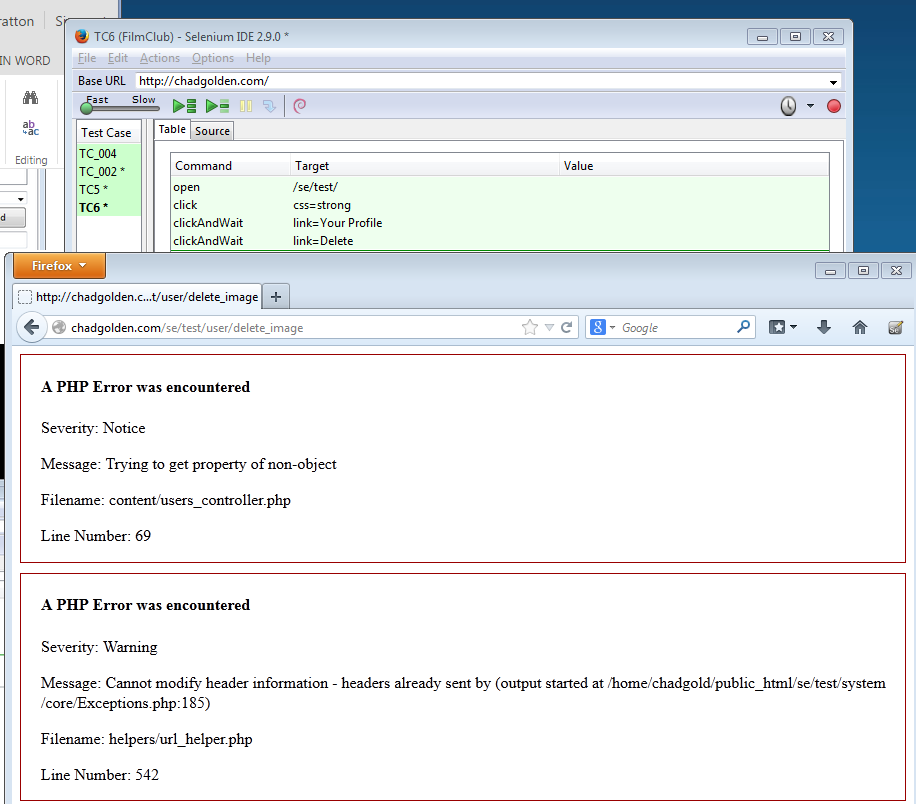 ratton
TC6 (FilmClub) - Selenium IDE 2.9.0 *
IN WORD
File Edit Actions Options Help
Base URL http://chadgolden.com/
Fast Slow
ab
ac
Editing
Test Case
Table Source
TC_004
TC_002 *
TC5 *
TC6 *
Command Target Value
open /se/test/
click css=strong
clickAndWait link=Your Profile
clickAndWait link=Delete
d
Firefox
http://chadgolden.c...t/user/delete_image
chadgolden.com/se/test/user/delete_image
8 Google
Se
A PHP Error was encountered
Severity: Notice
Message: Trying to get property of non-object
Filename: content/users_controller.php
Line Number: 69
A PHP Error was encountered
Severity: Warning
Message: Cannot modify header information - headers already sent by (output started at /home/chadgold/public_html/se/test/system
/core/Exceptions.php:185)
Filename: helpers/url_helper.php
Line Number: 542